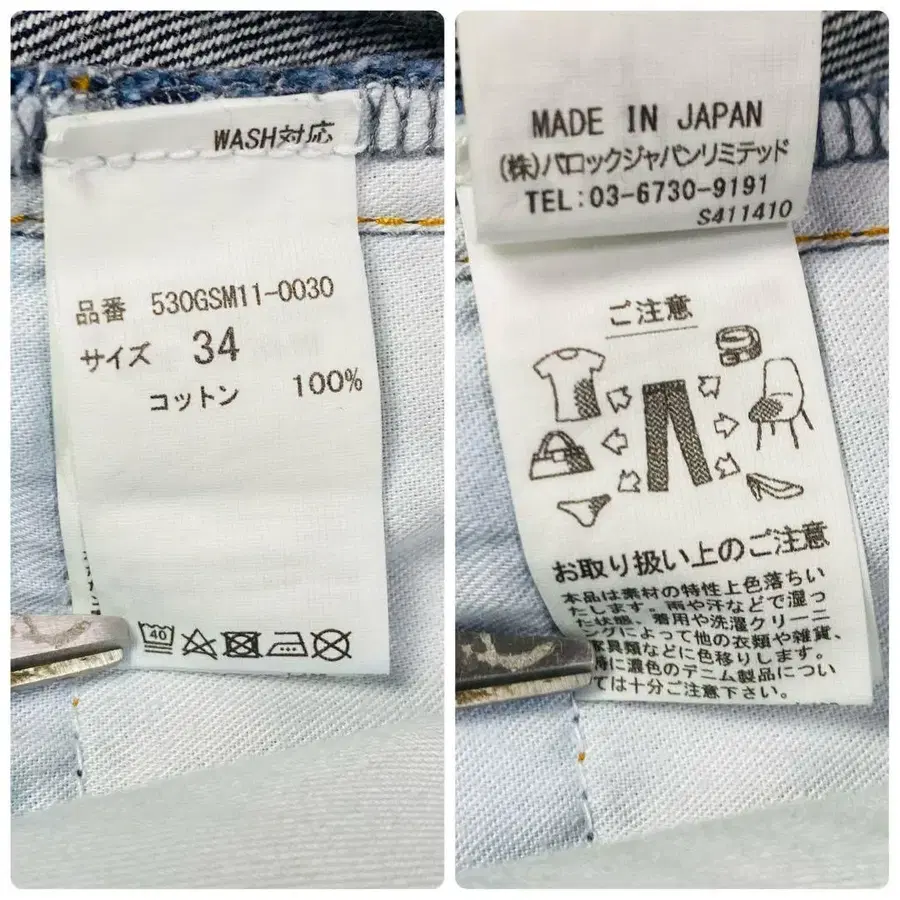 WASH対応
品番 530GSM11-0030
サイズ 34
コットン 100%
40
MADE IN JAPAN
(株)バロックジャパンリミテッド
TEL:03-6730-9191
S411410
ご注意
お取り扱い上のご注意
本品は素材の特性上色落ちい
たします。雨や汗などで湿っ
た状態、着用や洗濯クリーニ
ングによって他の衣類や雑貨、
家具類などに色移りします。
特に濃色のデニム製品につい
ては十分ご注意下さい。